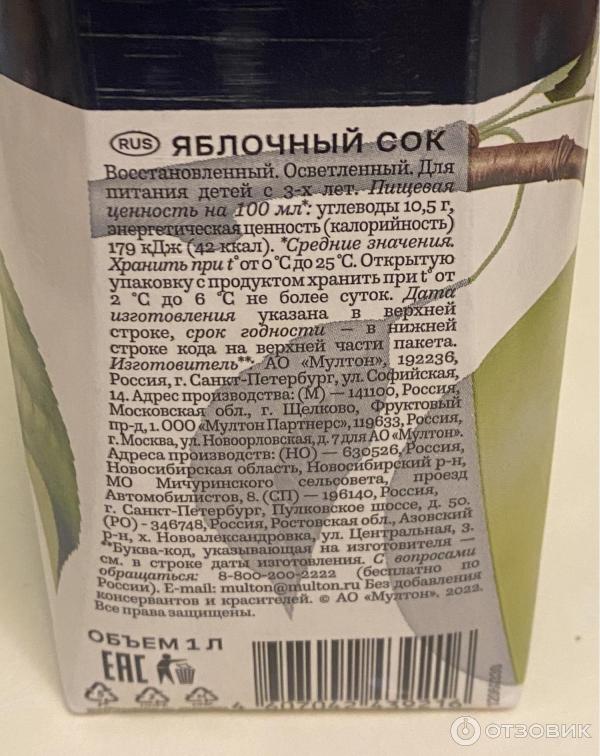 RUS ЯБЛОЧНЫЙ СОК
Восстановленный. Осветленный. Для
питания детей с 3-х лет. Пищевая
ценность на 100 мл*: углеводы 10,5 г,
энергетическая ценность (калорийность)
179 кДж (42 ккал). *Средние значения.
Хранить при t° от 0 °C до 25 °C. Открытую
упаковку с продуктом хранить при t° от
2 °C до 6 °C не более суток. Дата
изготовления указана в верхней
строке, срок годности – в нижней
строке кода на верхней части пакета.
Изготовитель**: АО «Мултон», 192236,
Россия, г. Санкт-Петербург, ул. Софийская,
14. Адрес производства: (М) — 141100, Россия,
Московская обл., г. Щелково, Фруктовый
пр-д, 1. ООО «Мултон Партнерс», 119633, Россия,
г. Москва, ул. Новоорловская, д. 7 для АО «Мултон».
Адреса производств: (НО) — 630526, Россия,
Новосибирская область, Новосибирский р-н,
МО Мичуринского сельсовета, проезд
Автомобилистов, 8. (СП) — 196140, Россия,
г. Санкт-Петербург, Пулковское шоссе, д. 50.
(РО) - 346748, Россия, Ростовская обл., Азовский
р-н, х. Новоалександровка, ул. Центральная, 3.
**Буква-код, указывающая на изготовителя —
см. в строке даты изготовления. С вопросами
обращаться: 8-800-200-2222 (бесплатно по
России). E-mail: multon@multon.ru Без добавления
консервантов и красителей. © АО «Мултон», 2022.
Все права защищены.
ОБЪЕМ 1 Л
EAC
ОТЗОВИК